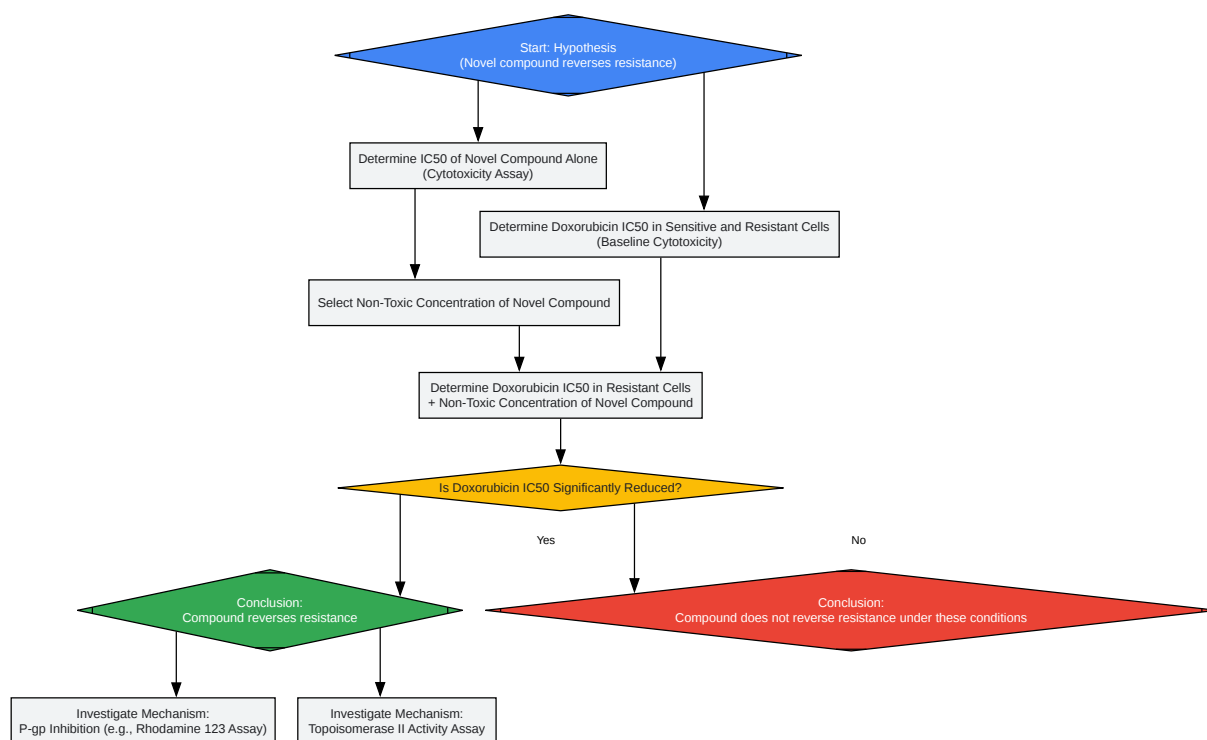 Start: Hypothesis
(Novel compound reverses resistance)
Determine IC50 of Novel Compound Alone
(Cytotoxicity Assay)
Determine Doxorubicin IC50 in Sensitive and Resistant Cells
(Baseline Cytotoxicity)
Select Non-Toxic Concentration of Novel Compound
Determine Doxorubicin IC50 in Resistant Cells
+ Non-Toxic Concentration of Novel Compound
Is Doxorubicin IC50 Significantly Reduced?
Yes
No
Conclusion:
Compound reverses resistance
Conclusion:
Compound does not reverse resistance under these conditions
Investigate Mechanism:
P-gp Inhibition (e.g., Rhodamine 123 Assay)
Investigate Mechanism:
Topoisomerase II Activity Assay